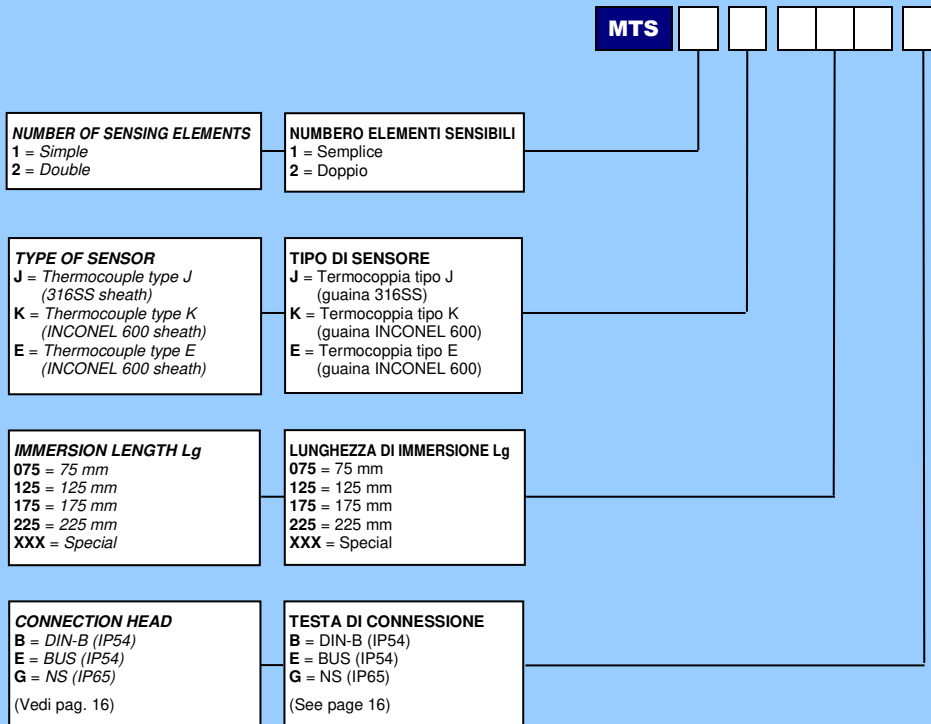 MTS
NUMBER OF SENSING ELEMENTS
1 = Simple
2 = Double
NUMBERO ELEMENTI SENSIBILI
1 = Semplice
2 = Doppio
TYPE OF SENSOR
J = Thermocouple type J
(316SS sheath)
K = Thermocouple type K
(INCONEL 600 sheath)
E = Thermocouple type E
(INCONEL 600 sheath)
TIPO DI SENSORE
J = Termocoppia tipo J
(guaina 316SS)
K = Termocoppia tipo K
(guaina INCONEL 600)
E = Termocoppia tipo E
(guaina INCONEL 600)
IMMERSION LENGTH Lg
075 = 75 mm
125 = 125 mm
175 = 175 mm
225 = 225 mm
XXX = Special
LUNGHEZZA DI IMMERSIONE Lg
075 = 75 mm
125 = 125 mm
175 = 175 mm
225 = 225 mm
XXX = Special
CONNECTION HEAD
B = DIN-B (IP54)
E = BUS (IP54)
G = NS (IP65)
(Vedi pag. 16)
TESTA DI CONNESSIONE
B = DIN-B (IP54)
E = BUS (IP54)
G = NS (IP65)
(See page 16)